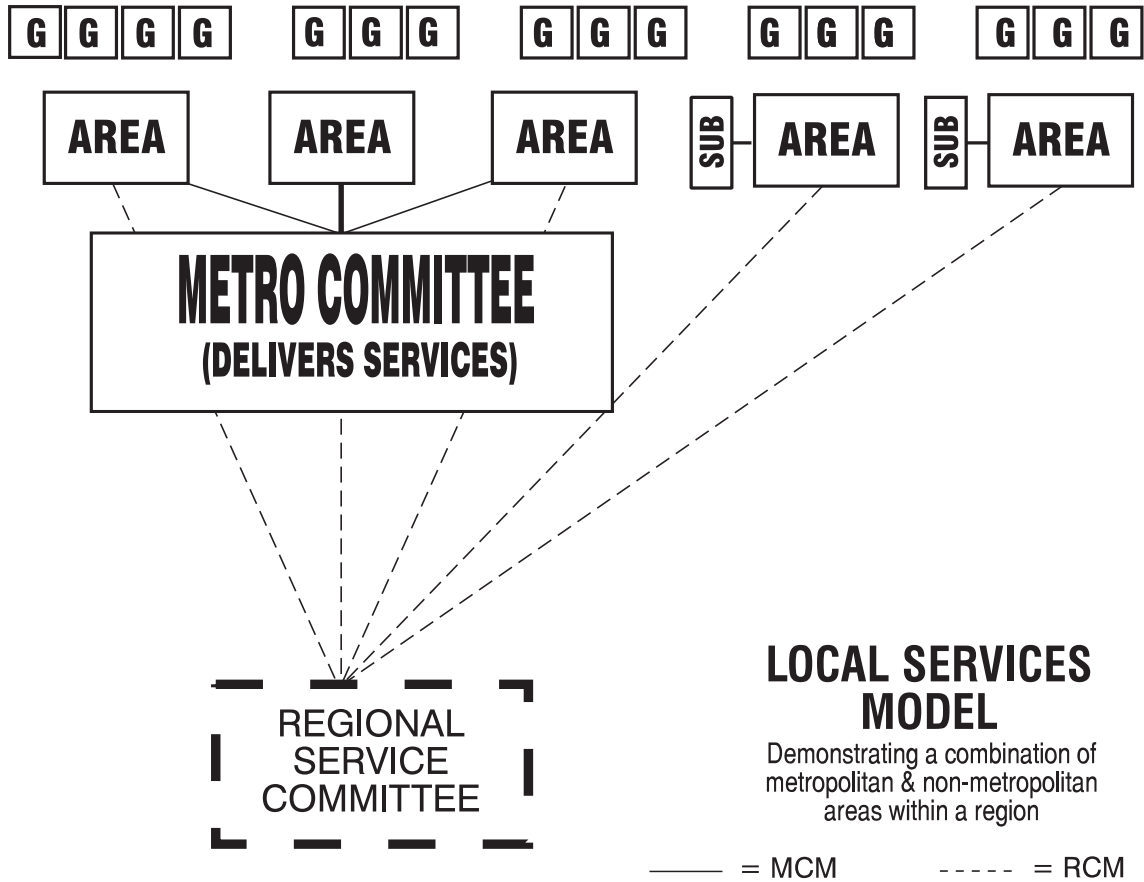 G G G G G G G G G G G G G G G G
AREA AREA AREA SUB AREA SUB AREA
METRO COMMITTEE
(DELIVERS SERVICES)
REGIONAL
SERVICE
COMMITTEE
LOCAL SERVICES
MODEL
Demonstrating a combination of
metropolitan & non-metropolitan
areas within a region
= MCM = RCM